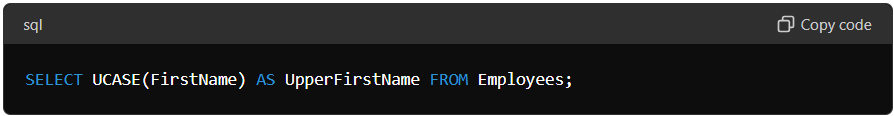 sql Copy code
SELECT UCASE(FirstName) AS UpperFirstName FROM Employees;